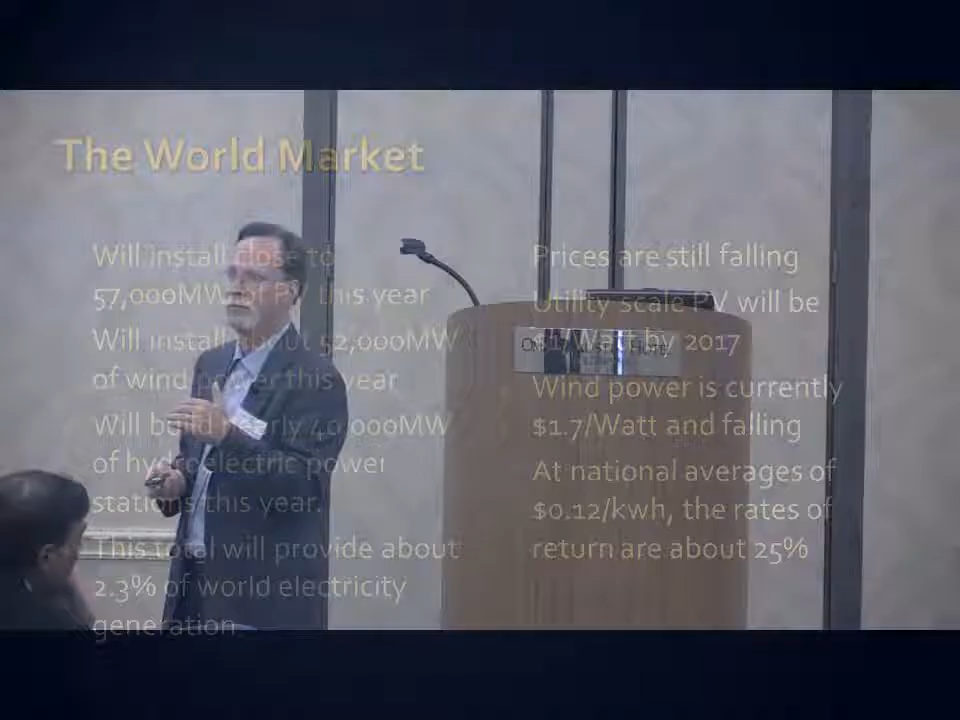 The World Market
Will install close to
57,000MW this year
Will install about 52,000MW
of wind power this year
Will build nearly 40,000MW
of hydroelectric power
stations this year.
This total will provide about
2.3% of world electricity
generation
Prices are still falling
Utility scale PV will be
$1/Watt by 2017
Wind power is currently
$1.7/Watt and falling
At national averages of
$0.12/kwh, the rates of
return are about 25%